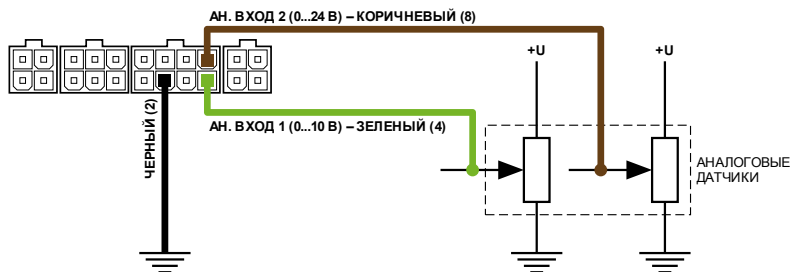 АН. ВХОД 2 (0...24 В) – КОРИЧНЕВЫЙ (8)
+U
+U
ЧЕРНЫЙ (2)
АН. ВХОД 1 (0...10 В) – ЗЕЛЕНЫЙ (4)
АНАЛОГОВЫЕ
ДАТЧИКИ